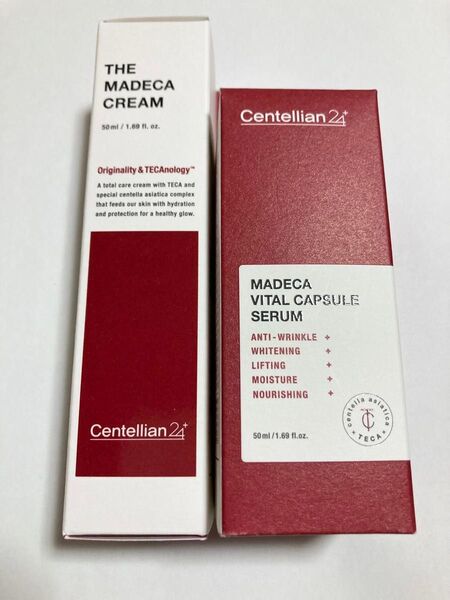 THE
MADECA
CREAM
50ml / 1.69 fl. oz.
Originality & TECAnology™
A total care cream with TECA and
special centella asiatica complex
that feeds our skin with hydration
and protection for a healthy glow.
Centellian24+
Centellian24+
MADECA
VITAL CAPSULE
SERUM
ANTI-WRINKLE +
WHITENING +
LIFTING +
MOISTURE +
NOURISHING +
50ml / 1.69 fl.oz.
centella asiatica
TECA